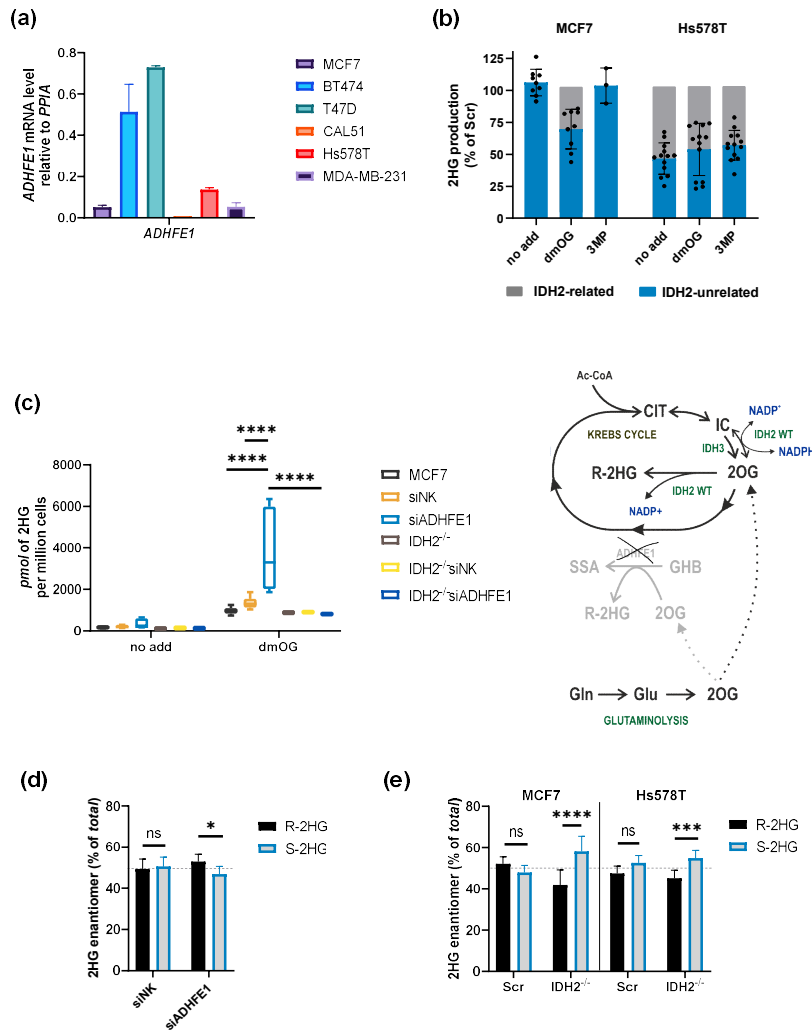 (a)
ADHFE1 mRNA level
relative to PPIA
0.8
0.6
0.4
0.2
0.0
ADHFE1
MCF7
BT474
T47D
CAL51
Hs578T
MDA-MB-231
(b)
MCF7
Hs578T
2HG production
(% of Scr)
125
100
75
50
25
0
no add
dmOG
3MP
no add
dmOG
3MP
IDH2-related
IDH2-unrelated
(c)
pmol of 2HG
per million cells
8000
6000
4000
2000
0
****
****
****
no add
dmOG
MCF7
siNK
siADHFE1
IDH2-/-
IDH2-/-siNK
IDH2-/-siADHFE1
Ac-CoA
CIT
IC
NADP+
KREBS CYCLE
IDH3
IDH2 WT
NADPH
R-2HG
2OG
IDH2 WT
NADP+
ADHFE1
SSA
GHB
R-2HG
2OG
Gln
Glu
2OG
GLUTAMINOLYSIS
(d)
2HG enantiomer (% of total)
80
60
40
20
0
ns
*
siNK
siADHFE1
R-2HG
S-2HG
(e)
MCF7
Hs578T
2HG enantiomer (% of total)
80
60
40
20
0
ns
****
ns
***
Scr
IDH2-/-
Scr
IDH2-/-
R-2HG
S-2HG